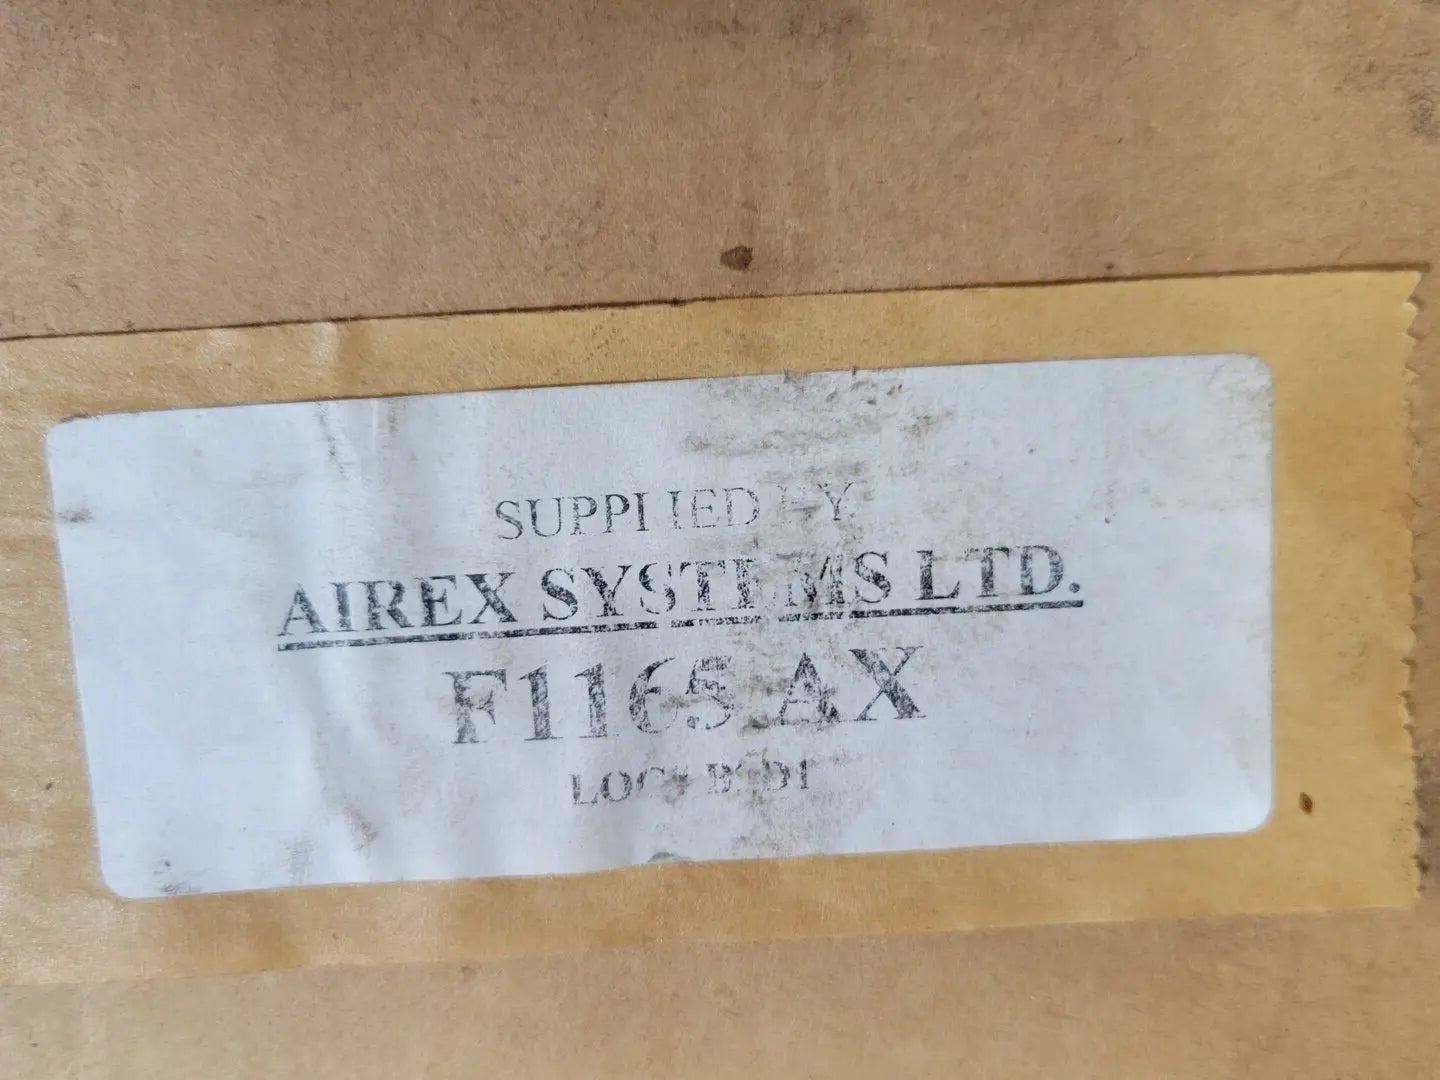 SUPPLIED BY
AIREX SYSTEMS LTD.
F1165 AX